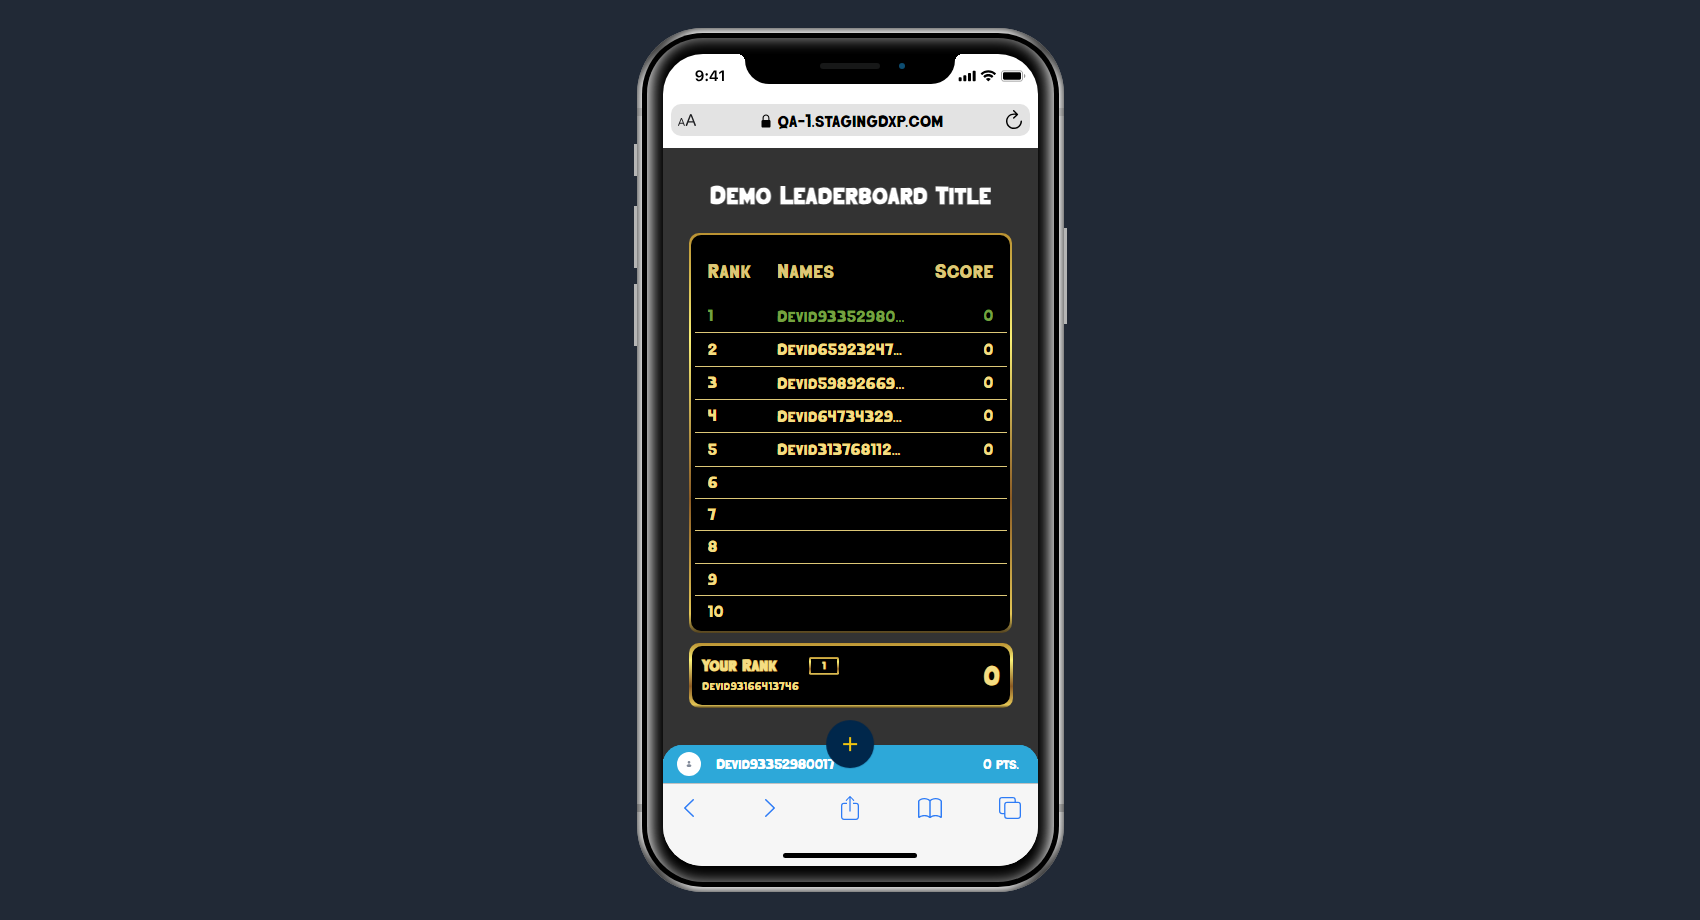 9:41
AA QA-1.STAGINGDXP.COM
Demo Leaderboard Title
Rank Names Score
1 Devid93352980... 0
2 Devid65923247... 0
3 Devid59892669... 0
4 Devid64734329... 0
5 Devid313768112... 0
6
7
8
9
10
Your Rank 1
Devid93166413746
0
+
Devid93352980017 0 pts.